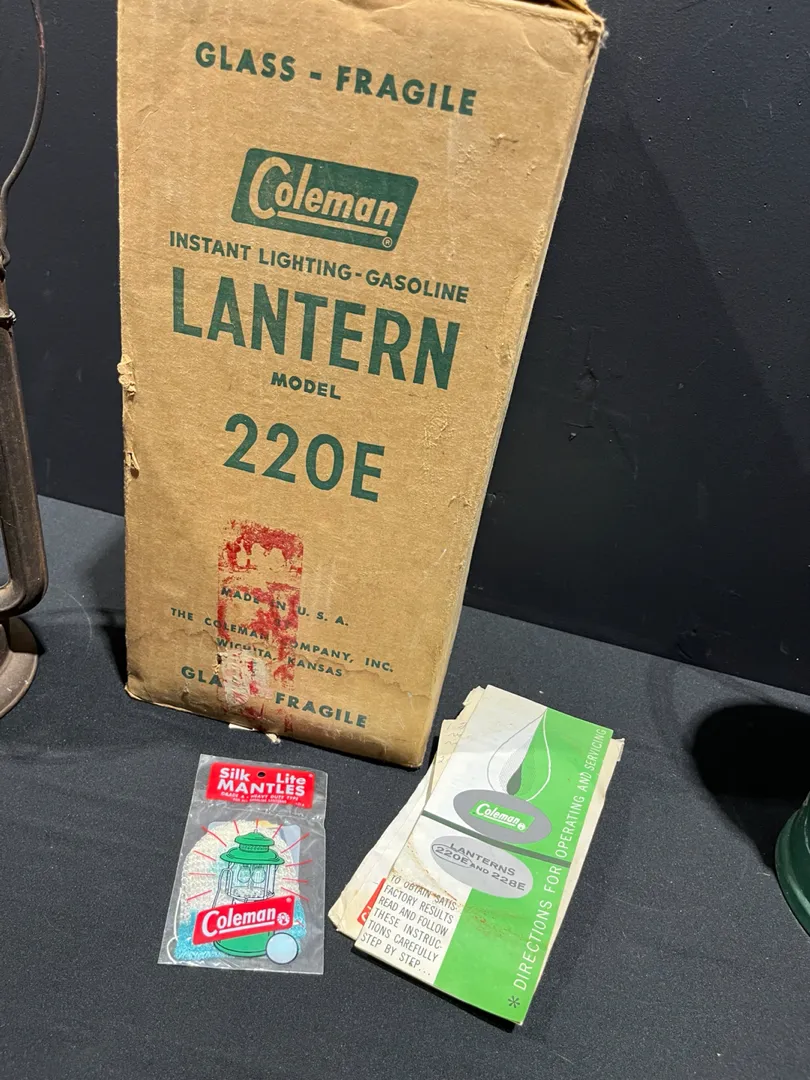 GLASS - FRAGILE
Coleman
®
INSTANT LIGHTING-GASOLINE
LANTERN
MODEL
220E
MADE IN U. S. A.
THE COLEMAN COMPANY, INC.
WICHITA, KANSAS
FRAGILE
Silk Lite
MANTLES
Coleman
Coleman
LANTERNS
220E AND 228E
TO OBTAIN SATIS-
FACTORY RESULTS
READ AND FOLLOW
THESE INSTRUC-
TIONS CAREFULLY
STEP BY STEP...
* DIRECTIONS FOR OPERATING AND SERVICING